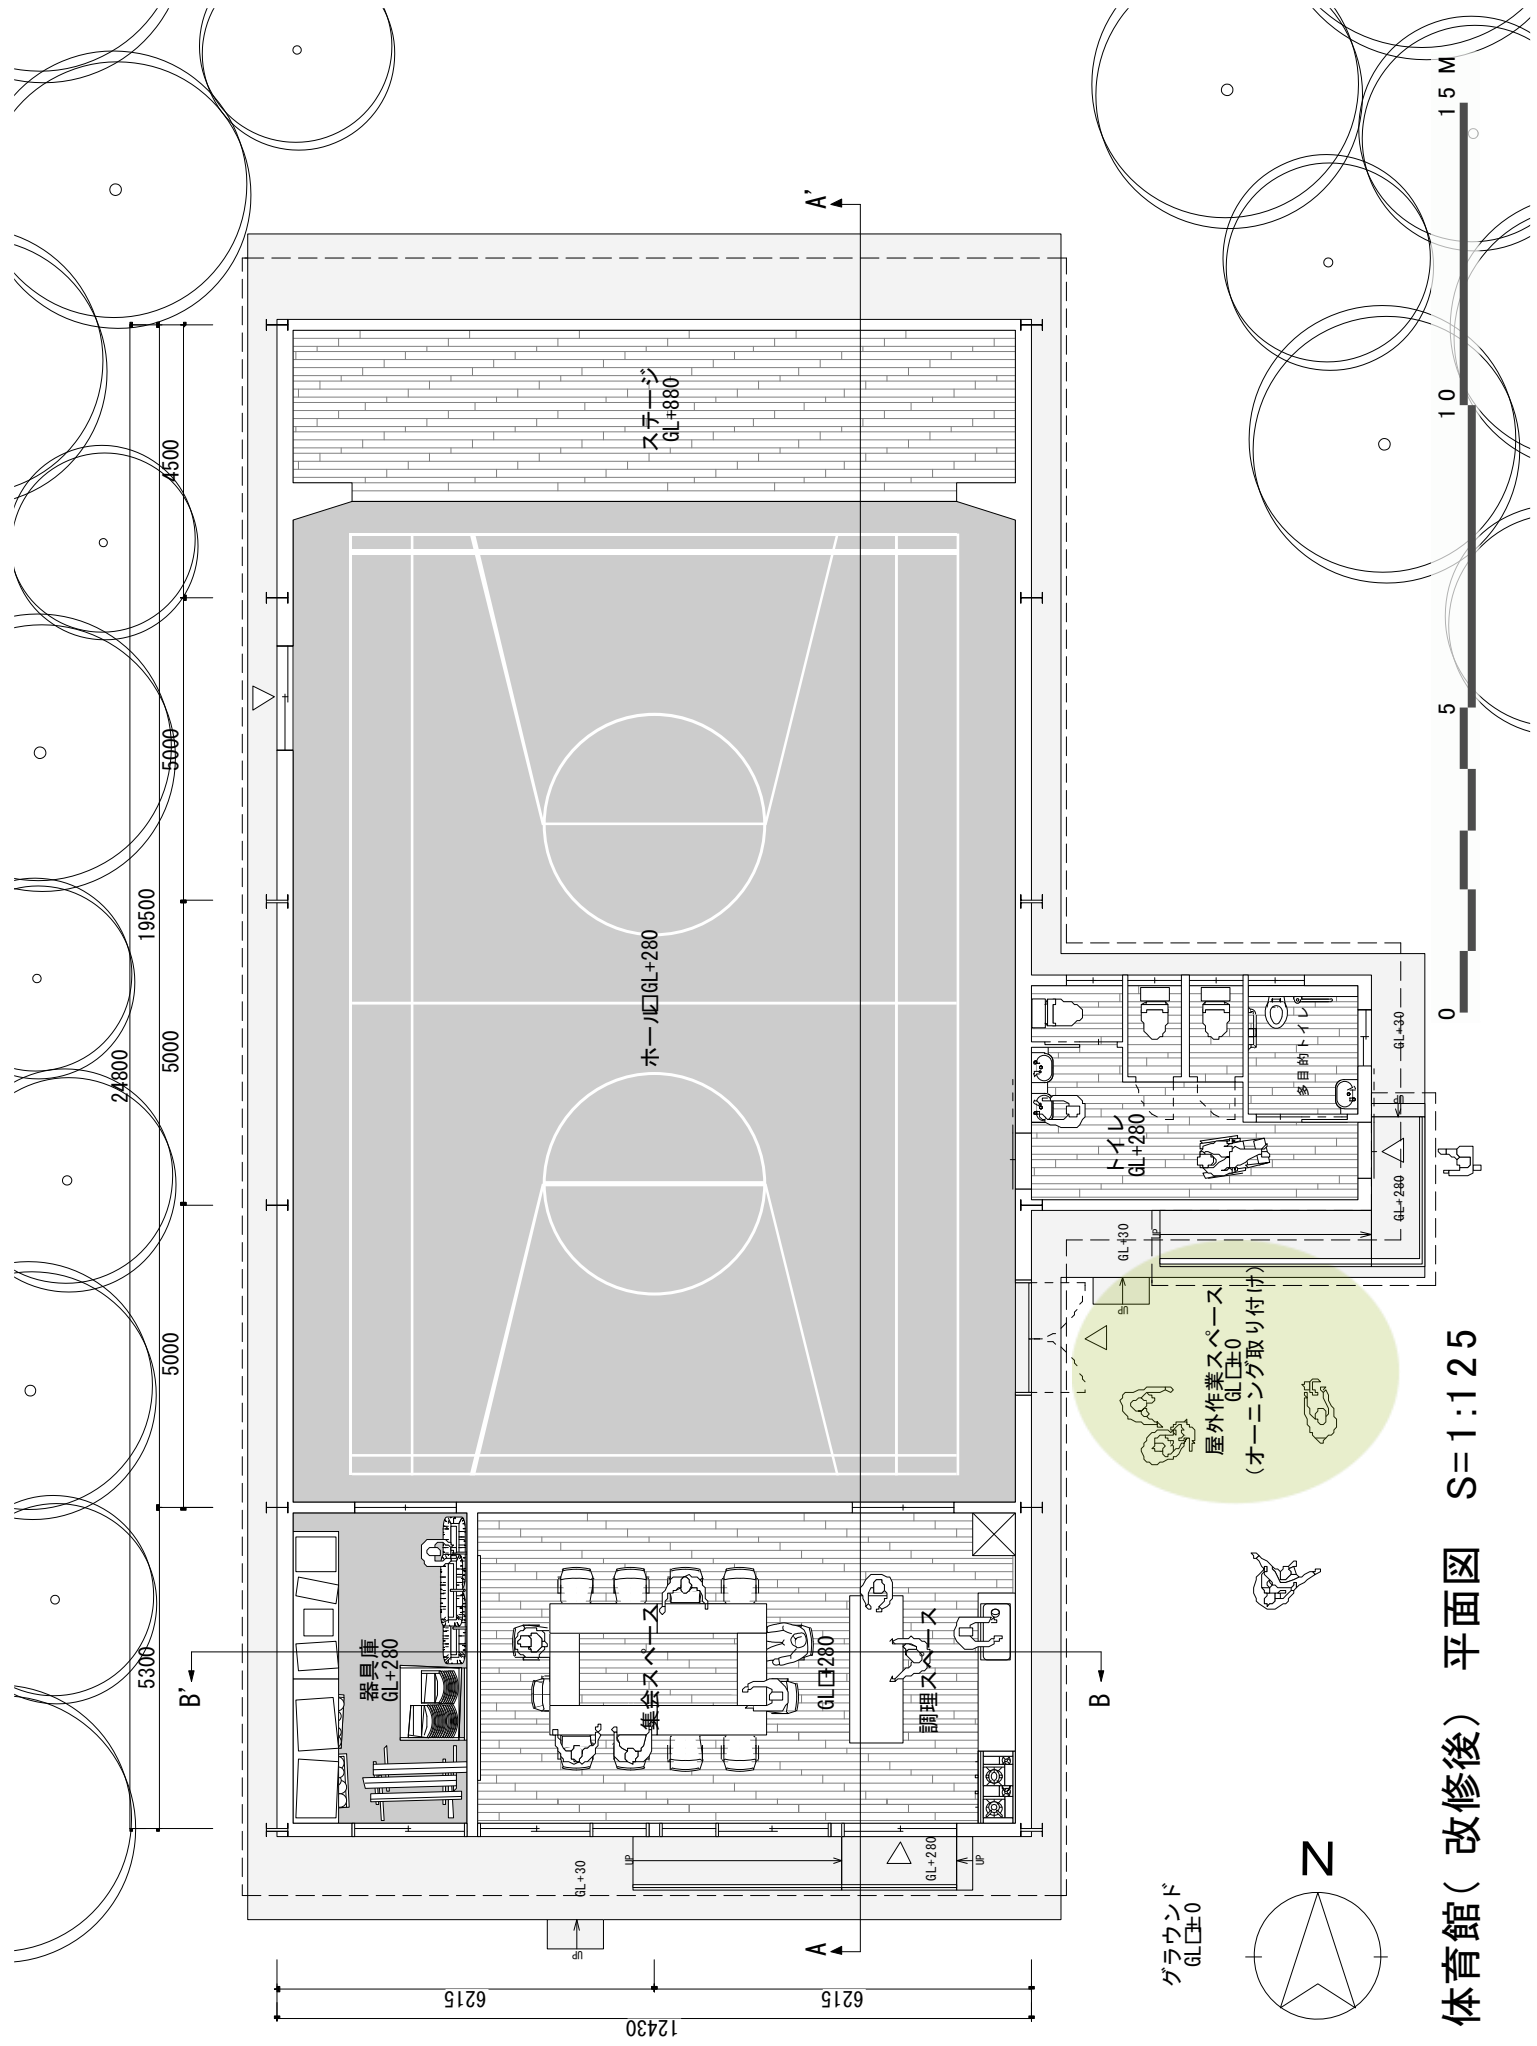 24800
5300
19500
5000
5000
5000
4500
B'
器具庫
GL+280
集会スペース
GL□±280
調理スペース
B
ホール□GL+280
ステージ
GL+880
A
A'
6215
6215
12430
GL+30
UP
UP
UP
GL+280
トイレ
GL+280
多目的トイレ
GL+30
UP
GL+280
GL+30
UP
UP
屋外作業スペース
GL□±0
(オーニング取り付け)
グラウンド
GL□±0
N
体育館(改修後) 平面図 S=1:125
0
5
10
15M